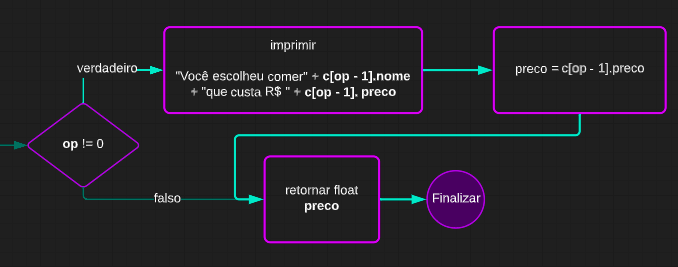 verdadeiro
imprimir
"Você escolheu comer" + c[op - 1].nome
+ "que custa R$ " + c[op - 1]. preco
preco = c[op - 1].preco
op != 0
falso
retornar float
preco
Finalizar